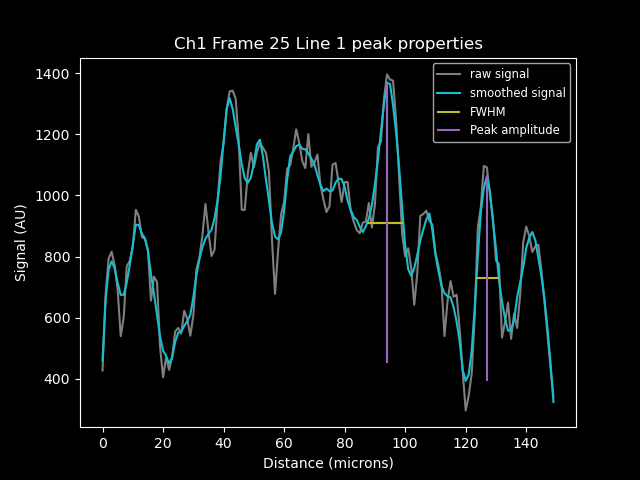 Ch1 Frame 25 Line 1 peak properties
raw signal
smoothed signal
FWHM
Peak amplitude
1400
1200
1000
800
600
400
Signal (AU)
0 20 40 60 80 100 120 140
Distance (microns)